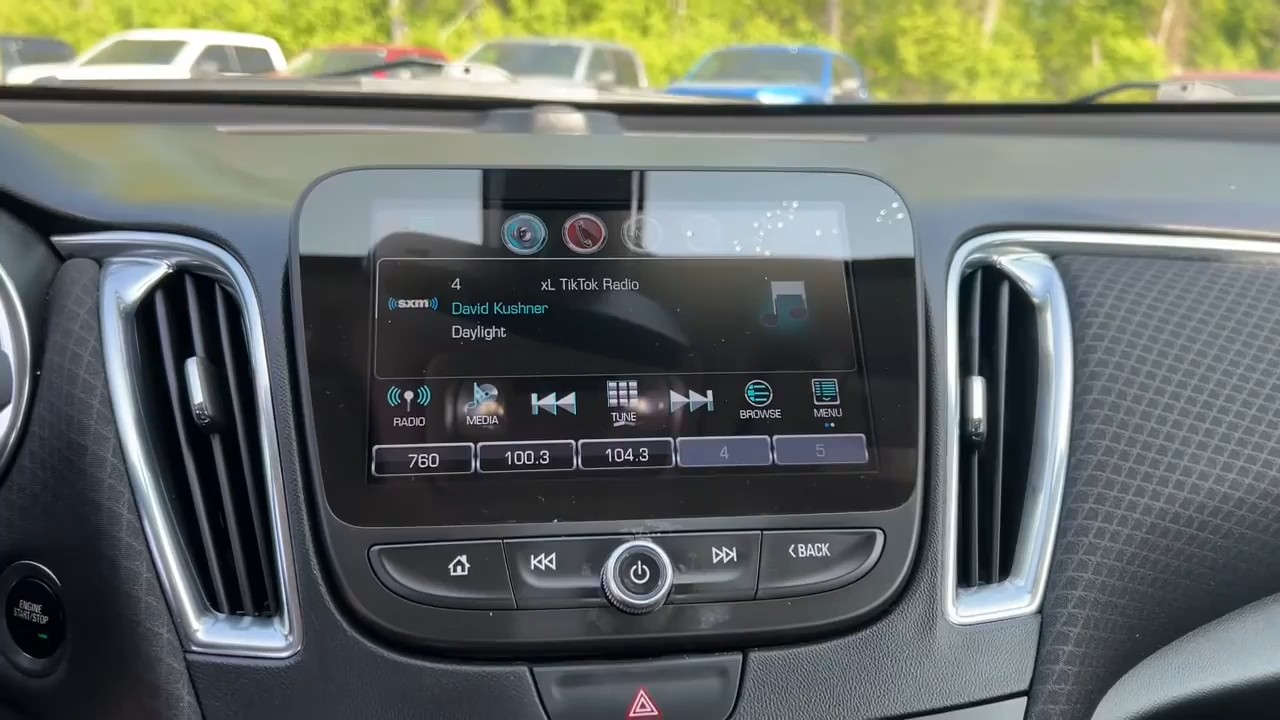 4 xL TikTok Radio
((sxm))
David Kushner
Daylight
RADIO
MEDIA
TUNE
BROWSE
MENU
760
100.3
104.3
4
5
BACK
ENGINE
START/STOP